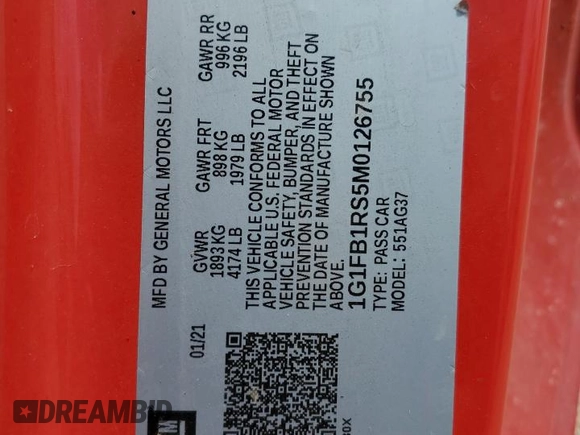 MFD BY GENERAL MOTORS LLC
01/21
GVWR
1893 KG
4174 LB
GAWR FRT
898 KG
1979 LB
GAWR RR
996 KG
2196 LB
THIS VEHICLE CONFORMS TO ALL
APPLICABLE U.S. FEDERAL MOTOR
VEHICLE SAFETY, BUMPER, AND THEFT
PREVENTION STANDARDS IN EFFECT ON
THE DATE OF MANUFACTURE SHOWN
ABOVE.
1G1FB1RS5M0126755
TYPE: PASS CAR
MODEL: 551AG37
DREAMBID